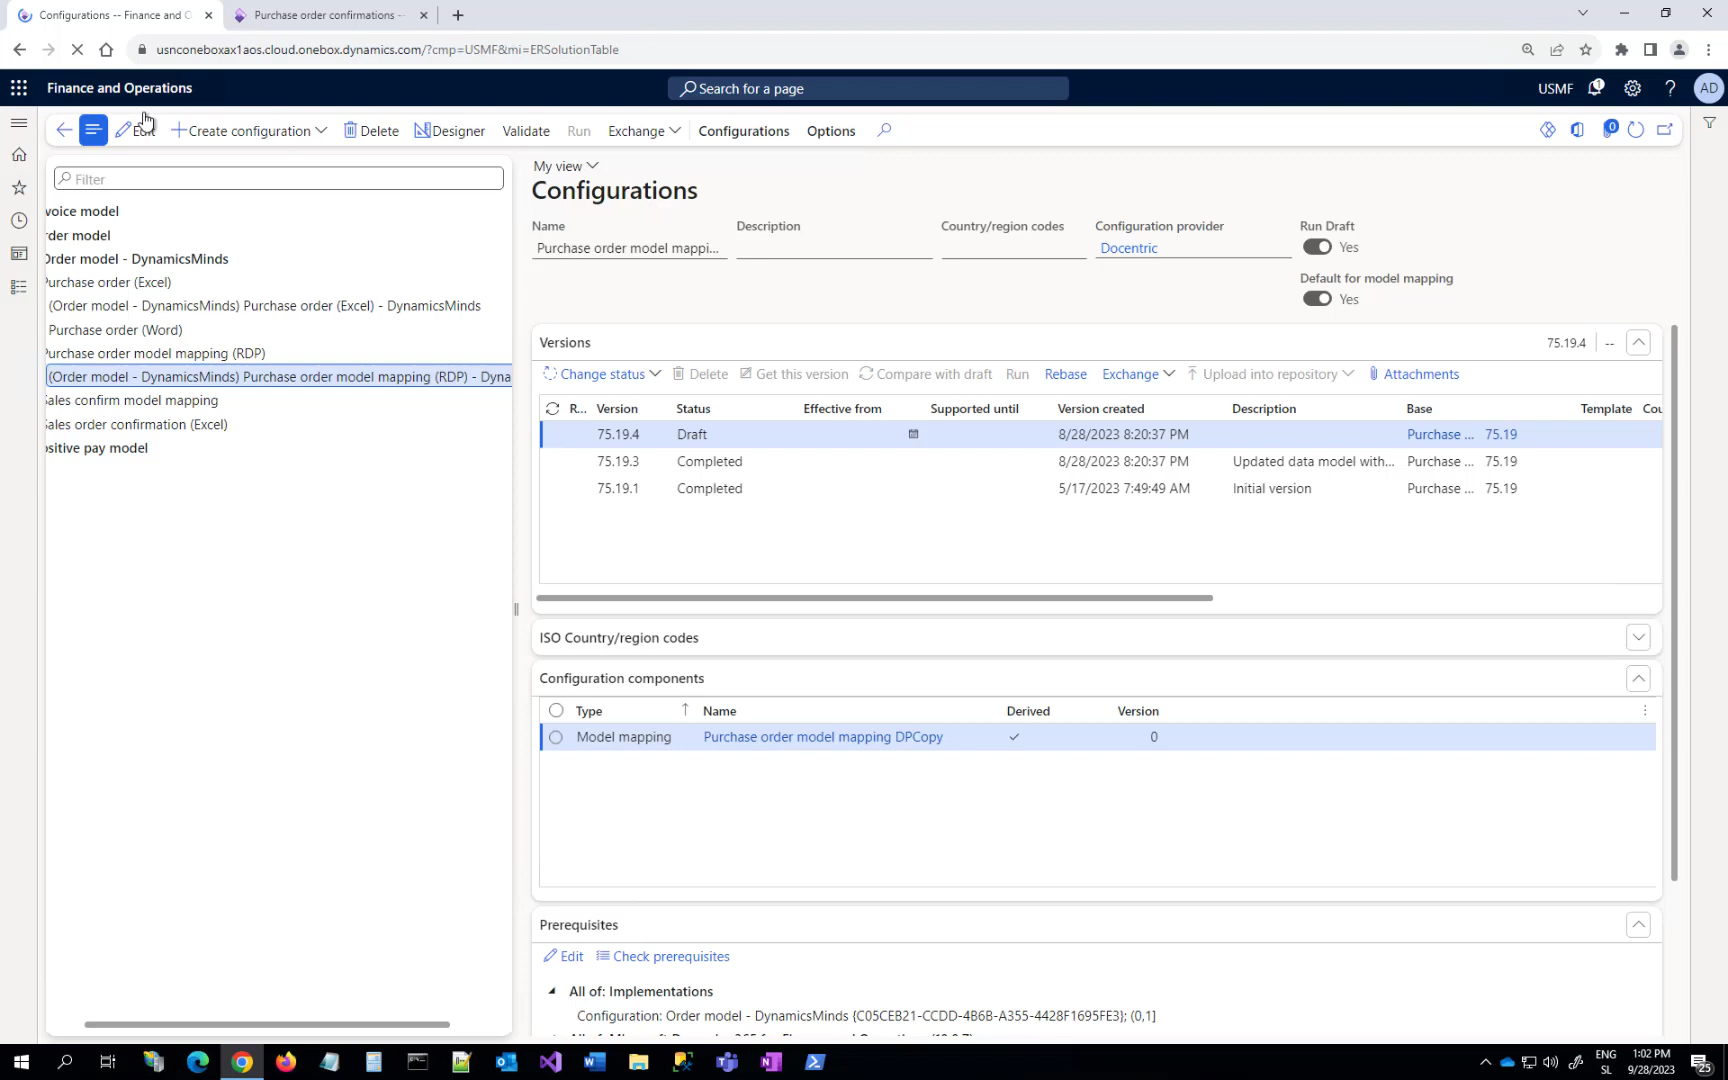 Configurations -- Finance and O
Purchase order confirmations --
usnconeboxax1aos.cloud.onebox.dynamics.com/?cmp=USMF&mi=ERSolutionTable
Finance and Operations
Search for a page
USMF
1
AD
Edit
Create configuration
Delete
Designer
Validate
Run
Exchange
Configurations
Options
0
Filter
voice model
rder model
Order model - DynamicsMinds
Purchase order (Excel)
(Order model - DynamicsMinds) Purchase order (Excel) - DynamicsMinds
Purchase order (Word)
Purchase order model mapping (RDP)
(Order model - DynamicsMinds) Purchase order model mapping (RDP) - Dyna
Sales confirm model mapping
Sales order confirmation (Excel)
ositive pay model
My view
Configurations
Name
Description
Country/region codes
Configuration provider
Run Draft
Purchase order model mappi...
Docentric
Yes
Default for model mapping
Yes
Versions
75.19.4
--
Change status
Delete
Get this version
Compare with draft
Run
Rebase
Exchange
Upload into repository
Attachments
R... Version Status Effective from Supported until Version created Description Base Template Cou
75.19.4 Draft 8/28/2023 8:20:37 PM Purchase ... 75.19
75.19.3 Completed 8/28/2023 8:20:37 PM Updated data model with... Purchase ... 75.19
75.19.1 Completed 5/17/2023 7:49:49 AM Initial version Purchase ... 75.19
ISO Country/region codes
Configuration components
Type Name Derived Version
Model mapping Purchase order model mapping DPCopy 0
Prerequisites
Edit
Check prerequisites
All of: Implementations
Configuration: Order model - DynamicsMinds {C05CEB21-CCDD-4B6B-A355-4428F1695FE3}; (0,1]
ENG
SL
1:02 PM
9/28/2023
25